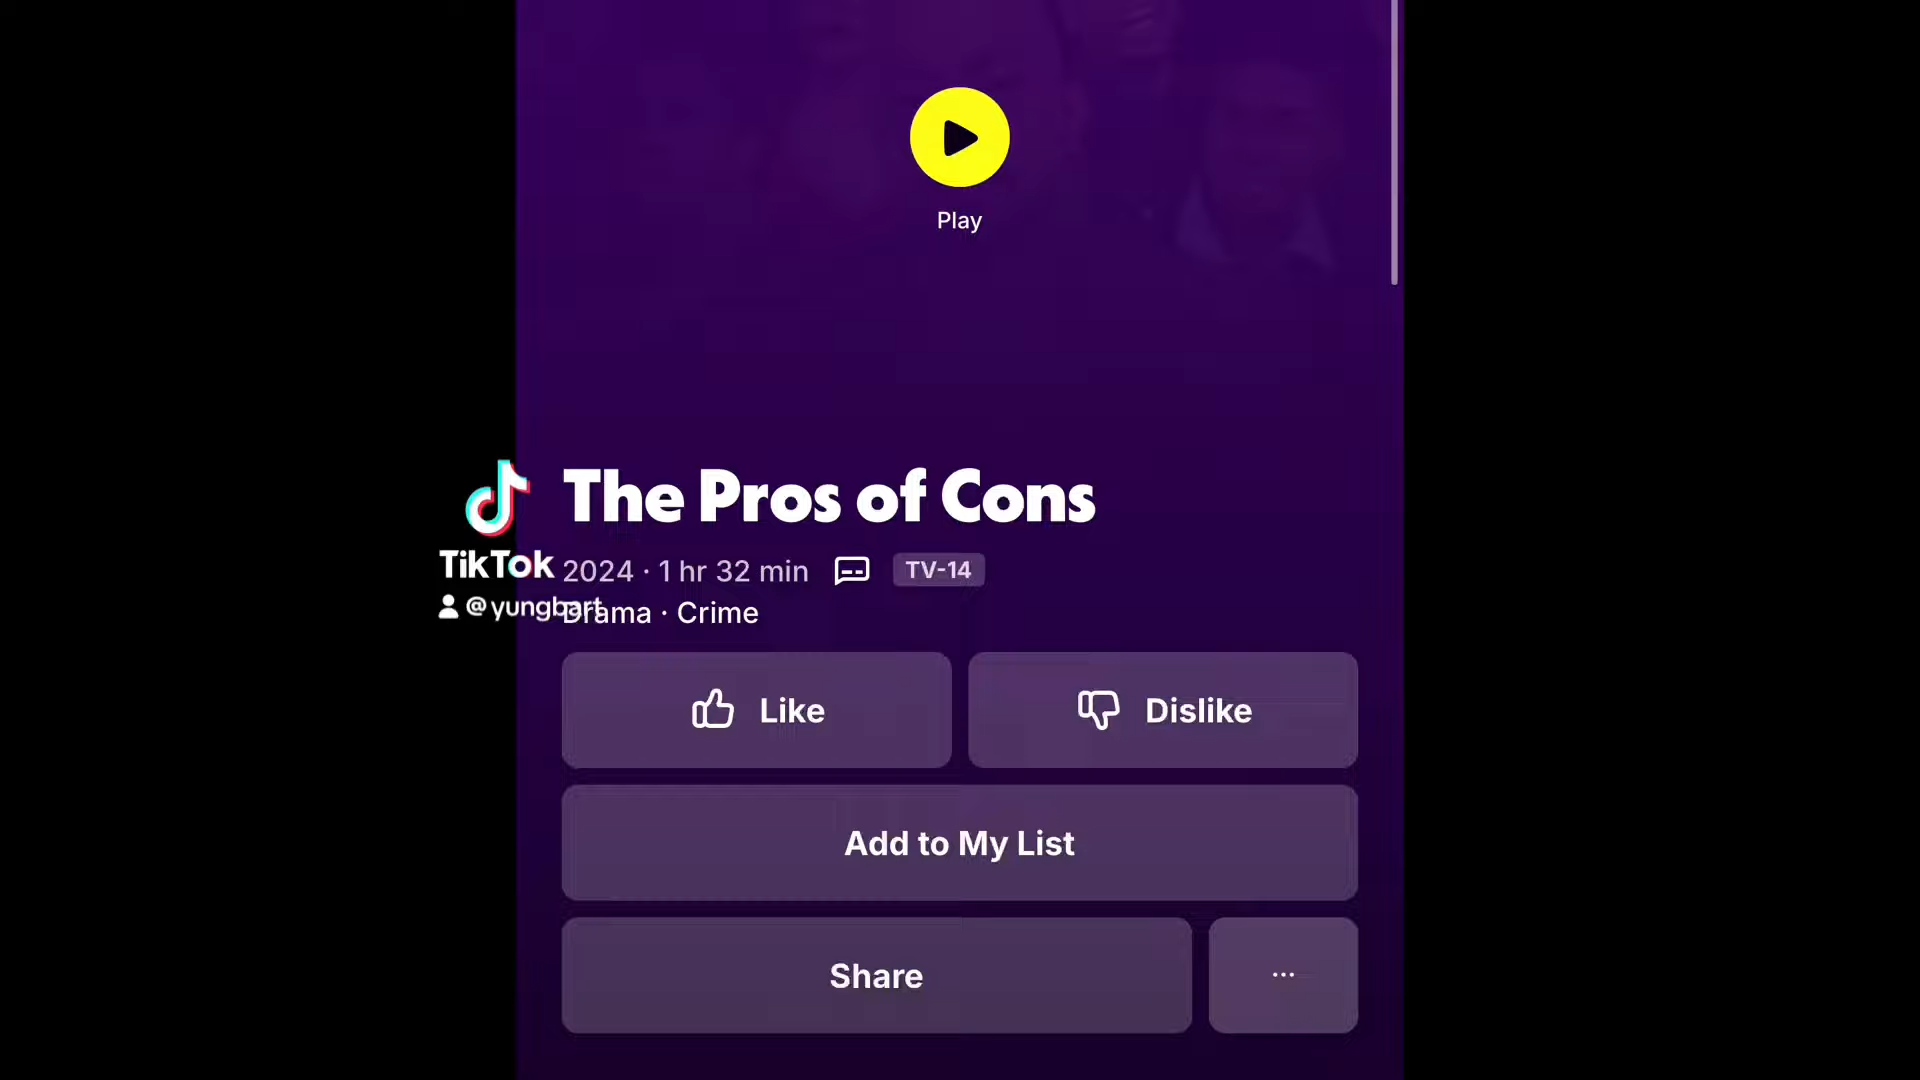 Play
The Pros of Cons
TikTok
2024 · 1 hr 32 min TV-14
@yungbart
Drama · Crime
Like
Dislike
Add to My List
Share